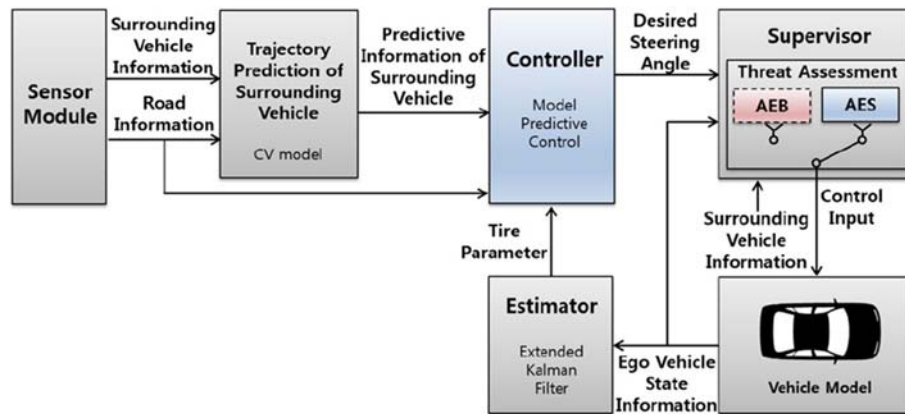 Sensor
Module
Surrounding
Vehicle
Information
Road
Information
Trajectory
Prediction of
Surrounding
Vehicle
CV model
Predictive
Information of
Surrounding
Vehicle
Controller
Model
Predictive
Control
Desired
Steering
Angle
Supervisor
Threat Assessment
AEB
AES
Surrounding
Vehicle
Information
Control
Input
Tire
Parameter
Estimator
Extended
Kalman
Filter
Ego Vehicle
State
Information
Vehicle Model